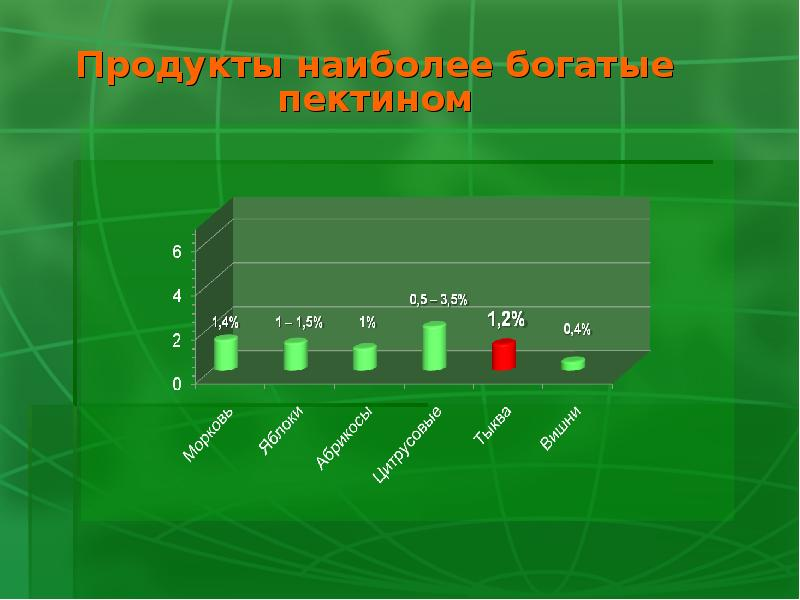 Продукты наиболее богатые
пектином
6
4
2
0
1,4%
1 – 1,5%
1%
0,5 – 3,5%
1,2%
0,4%
Морковь
Яблоки
Абрикосы
Цитрусовые
Тыква
Вишни